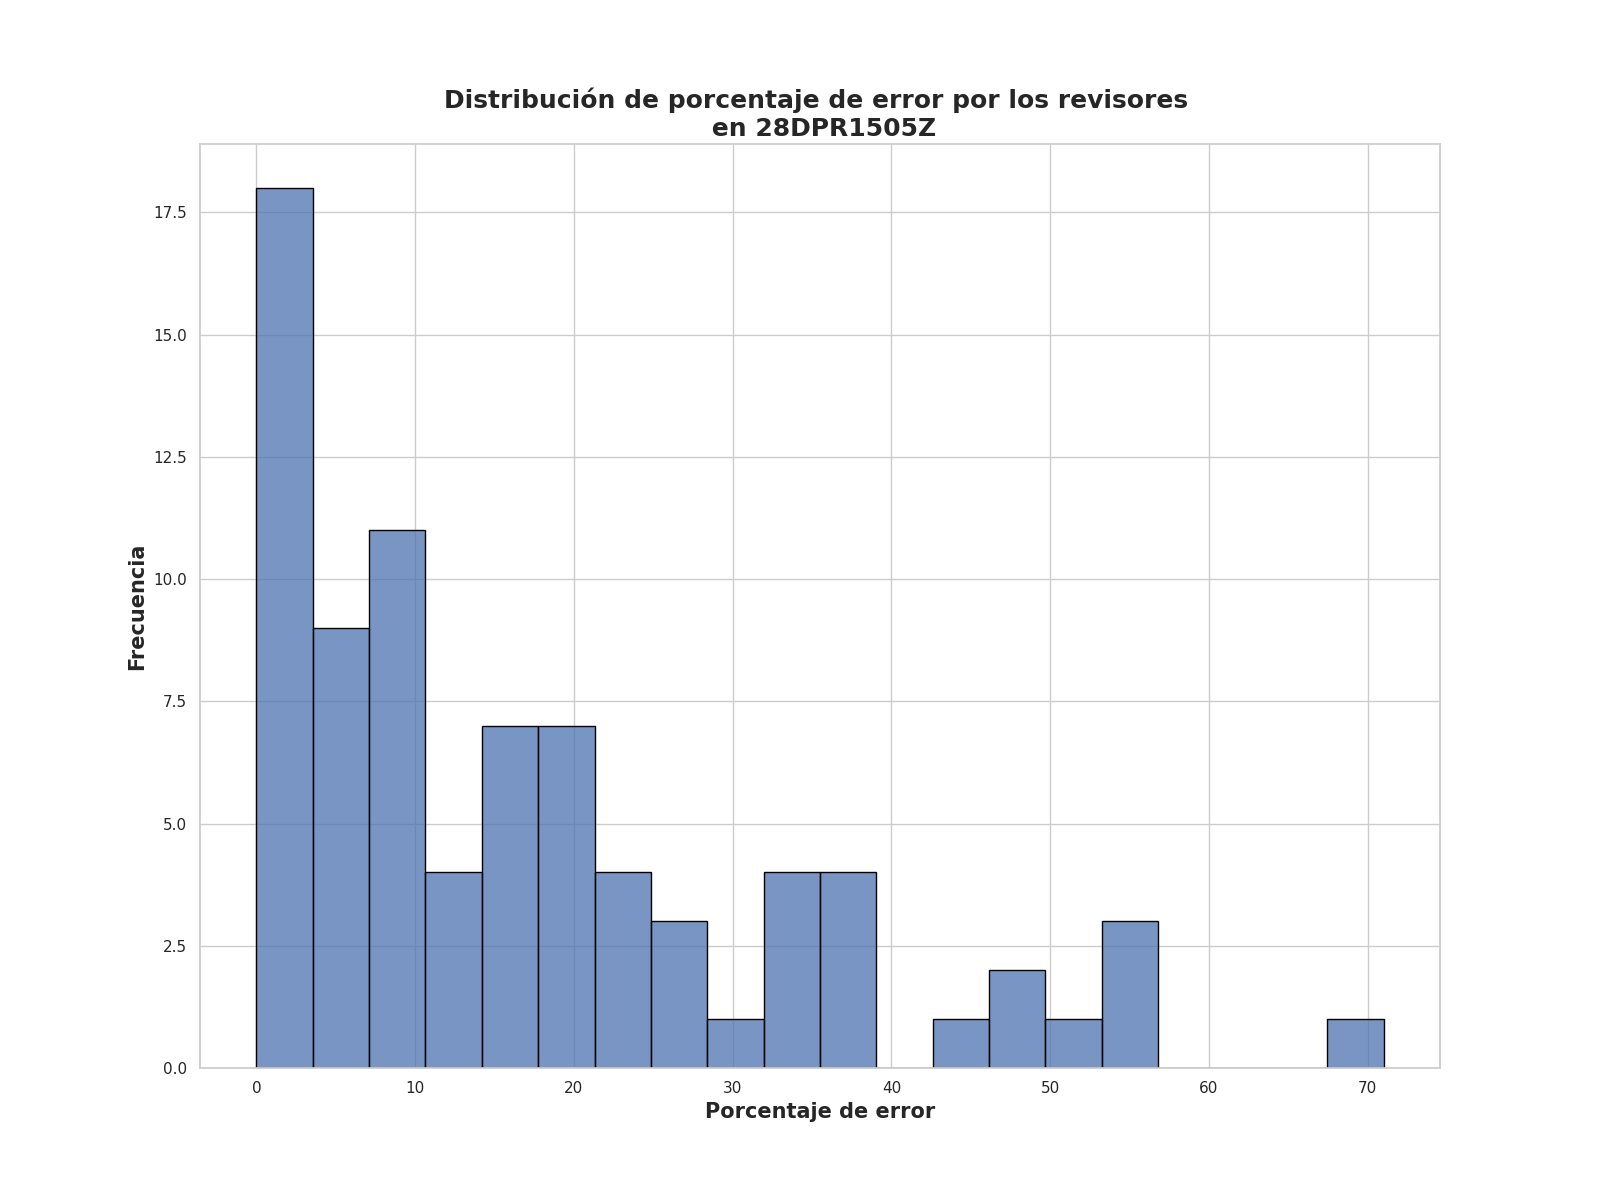 Distribución de porcentaje de error por los revisores
en 28DPR1505Z
17.5
15.0
12.5
10.0
7.5
5.0
2.5
0.0
Frecuencia
0 10 20 30 40 50 60 70
Porcentaje de error